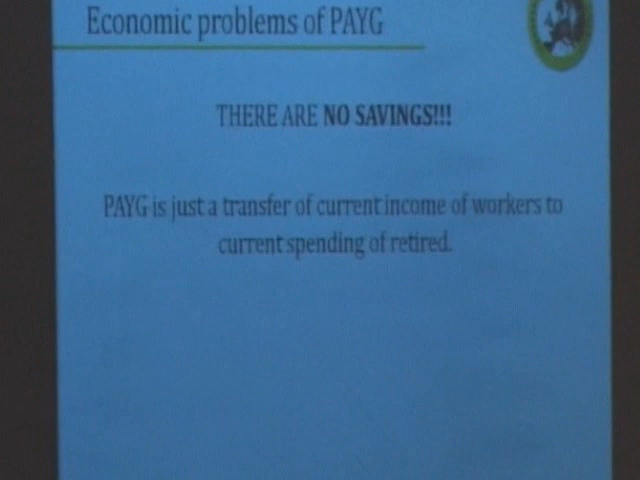 Economic problems of PAYG
THERE ARE NO SAVINGS!!!
PAYG is just a transfer of current income of workers to
current spending of retired.